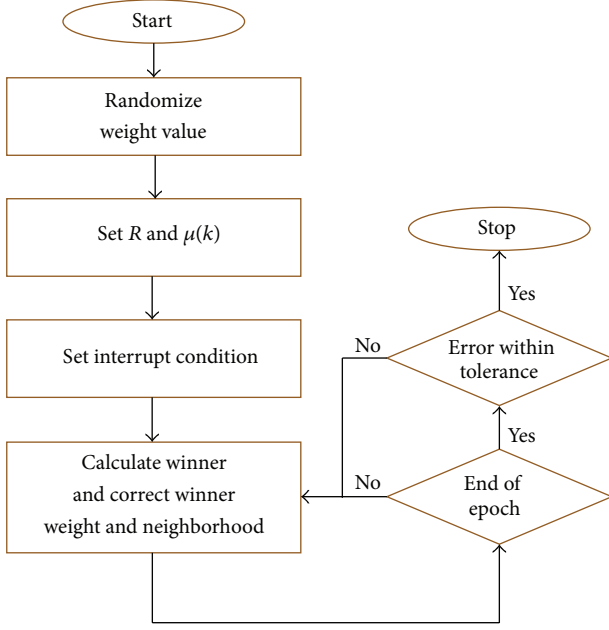 Start
Randomize
weight value
Set R and μ(k)
Set interrupt condition
Calculate winner
and correct winner
weight and neighborhood
Stop
Yes
No
Error within
tolerance
Yes
No
End of
epoch